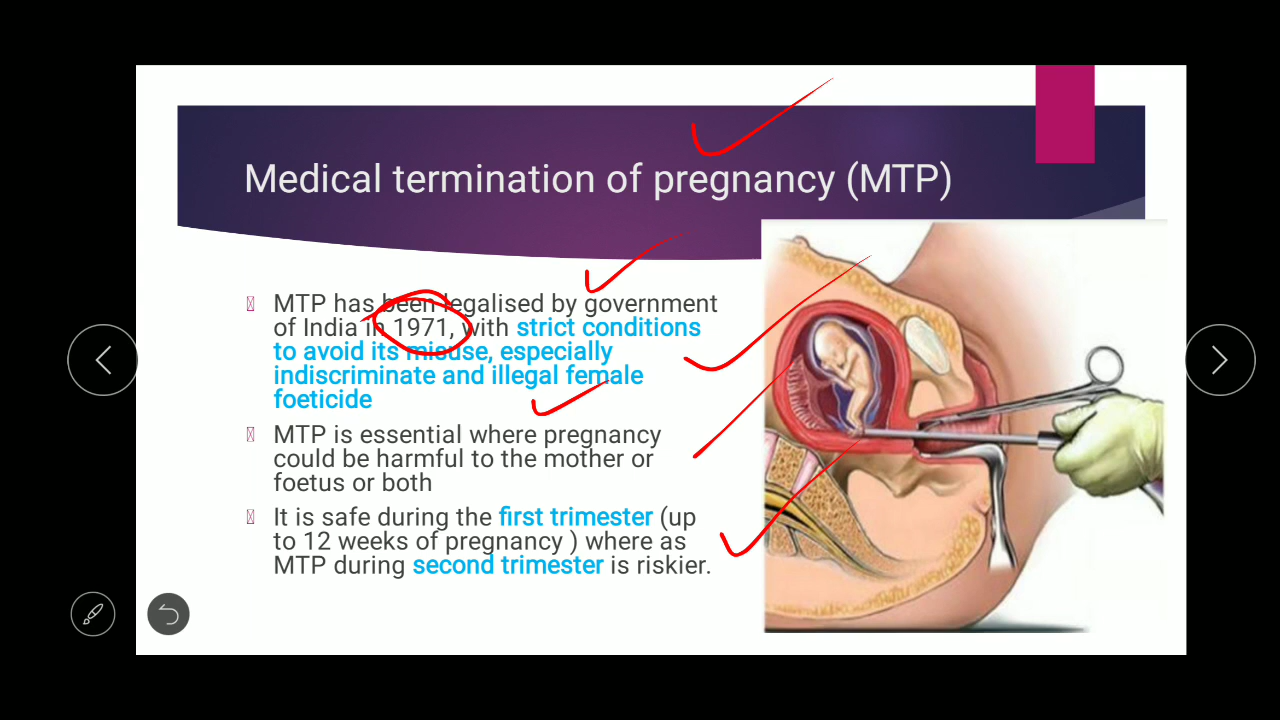 Medical termination of pregnancy (MTP)
MTP has been legalised by government
of India in 1971, with strict conditions
to avoid its misuse, especially
indiscriminate and illegal female
foeticide
MTP is essential where pregnancy
could be harmful to the mother or
foetus or both
It is safe during the first trimester (up
to 12 weeks of pregnancy ) where as
MTP during second trimester is riskier.